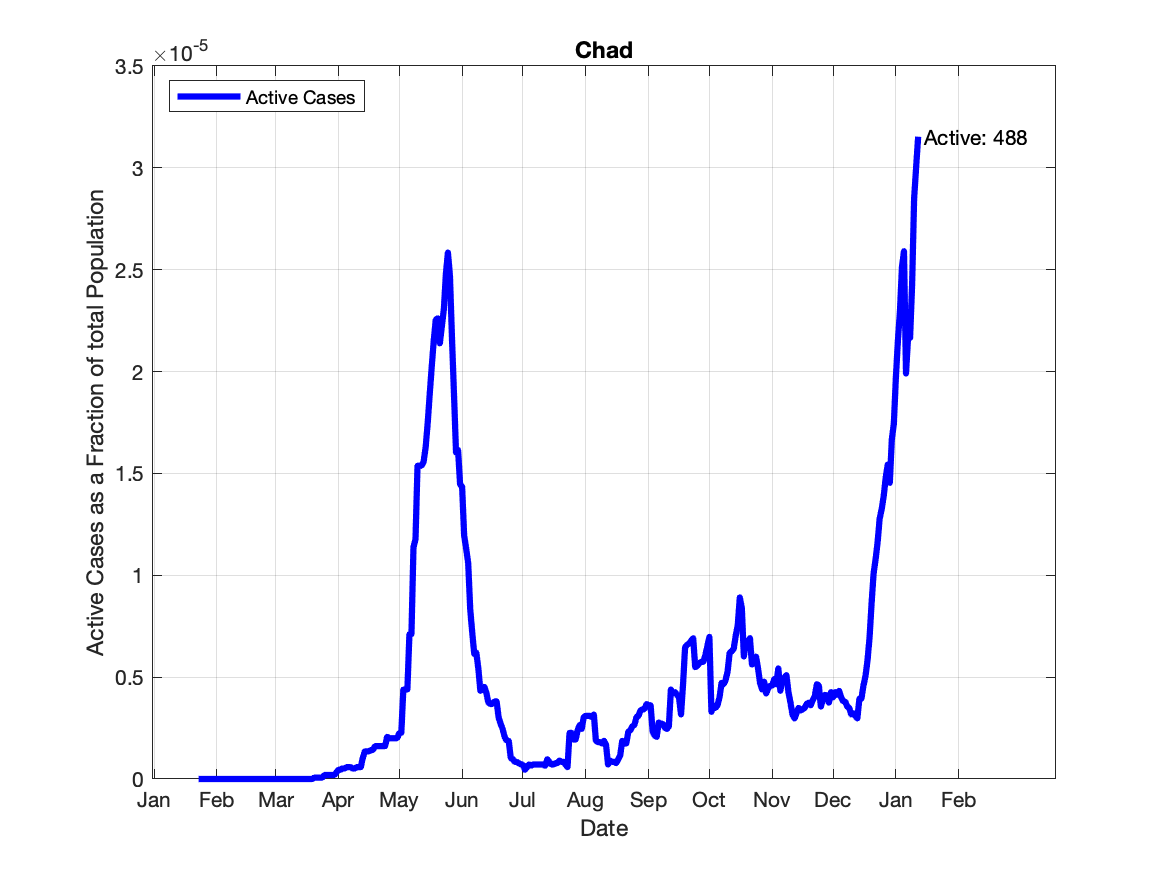 Chad
×10-5
3.5
3
2.5
2
1.5
1
0.5
0
Active Cases as a Fraction of total Population
Active Cases
Active: 488
Jan Feb Mar Apr May Jun Jul Aug Sep Oct Nov Dec Jan Feb
Date